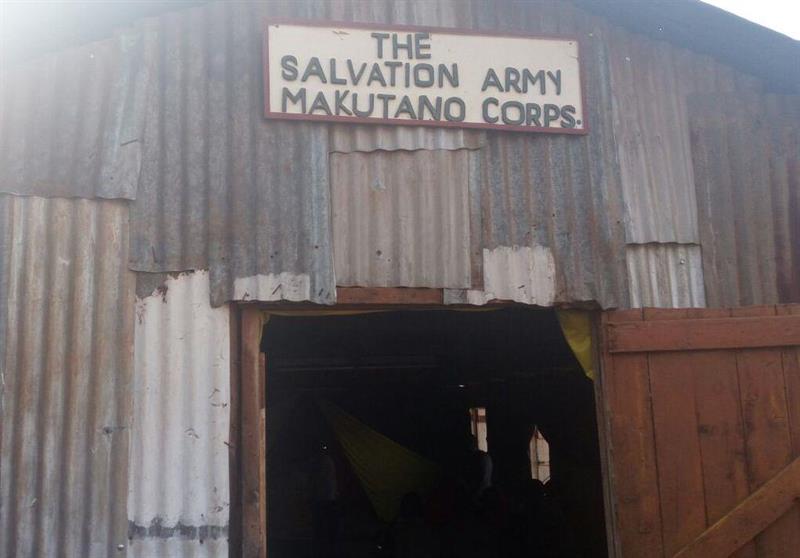 THE
SALVATION ARMY
MAKUTANO CORPS.